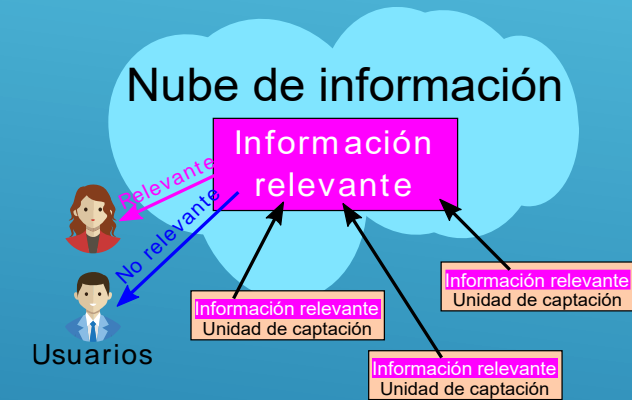 Nube de información
Información
relevante
Relevante
No relevante
Información relevante
Unidad de captación
Información relevante
Unidad de captación
Usuarios
Información relevante
Unidad de captación